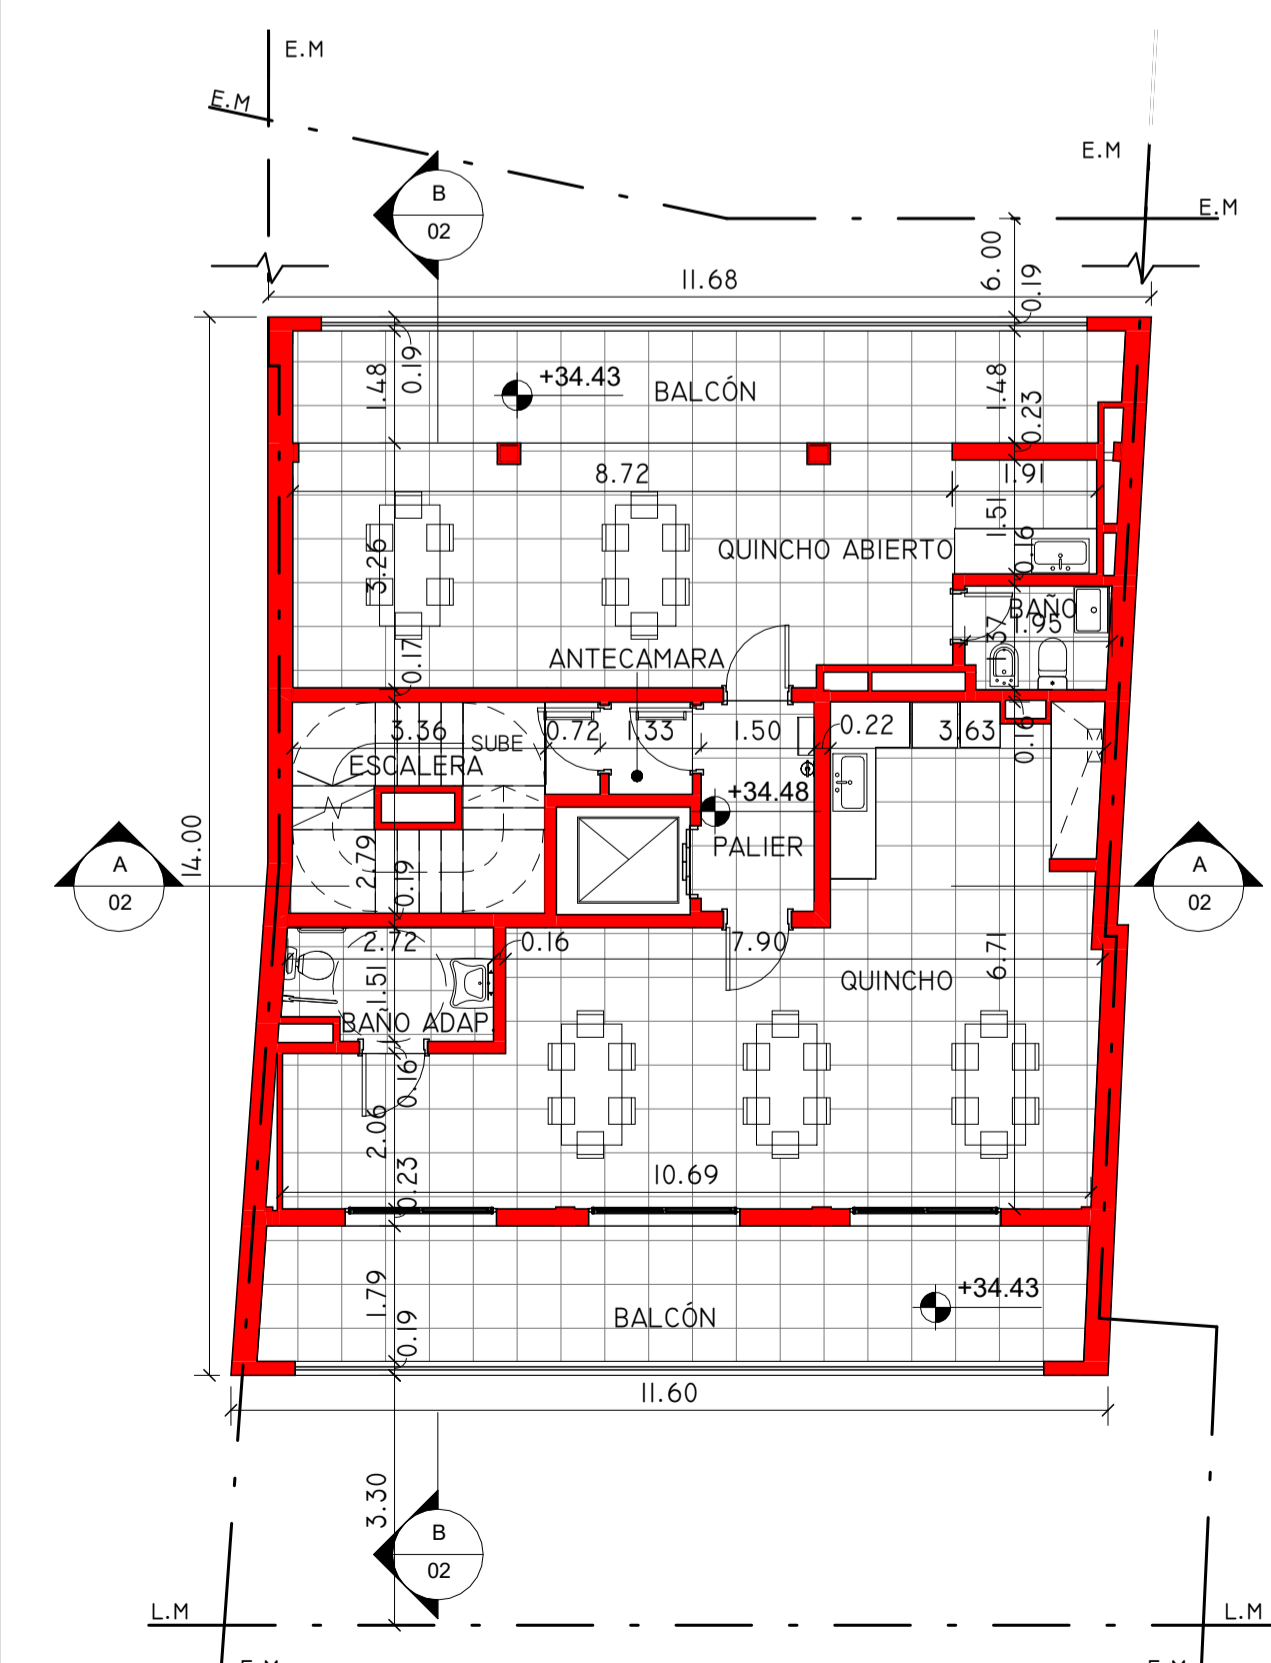 E.M
E.M
E.M
E.M
B
02
6.00
0.19
11.68
1.48
0.19
+34.43
BALCÓN
1.48
0.23
8.72
1.91
3.26
QUINCHO ABIERTO
1.51
0.16
BAÑO
1.95
1.37
0.17
ANTECAMARA
3.36
SUBE
0.72
1.33
1.50
0.22
3.63
0.16
ESCALERA
+34.48
14.00
PALIER
A
02
2.79
0.19
A
02
2.72
0.16
7.90
6.71
1.51
QUINCHO
BAÑO ADAP.
0.16
2.06
0.23
10.69
1.79
0.19
+34.43
BALCÓN
11.60
3.30
B
02
L.M
L.M
E.M
E.M